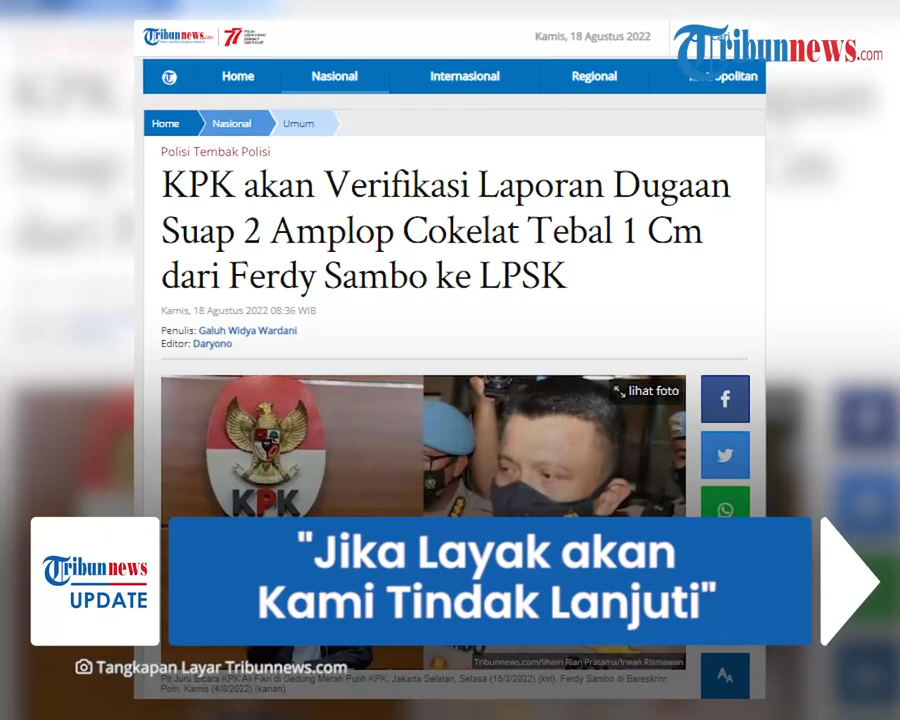 Tribunnews.com
Kamis, 18 Agustus 2022
Tribunnews.com
Home
Nasional
Internasional
Regional
Home
Nasional
Umum
Polisi Tembak Polisi
KPK akan Verifikasi Laporan Dugaan
Suap 2 Amplop Cokelat Tebal 1 Cm
dari Ferdy Sambo ke LPSK
Kamis, 18 Agustus 2022 08:36 WIB
Penulis: Galuh Widya Wardani
Editor: Daryono
lihat foto
KPK
Tribunnews
UPDATE
"Jika Layak akan
Kami Tindak Lanjuti"
Tangkapan Layar Tribunnews.com
Tribunnews.com/Ilham Rian Pratama/Irwan Rismawan
Plt Juru Bicara KPK Ali Fikri di Gedung Merah Putih KPK, Jakarta Selatan, Selasa (15/3/2022) (kiri). Ferdy Sambo di Bareskrim
Polri, Kamis (4/8/2022) (kanan).